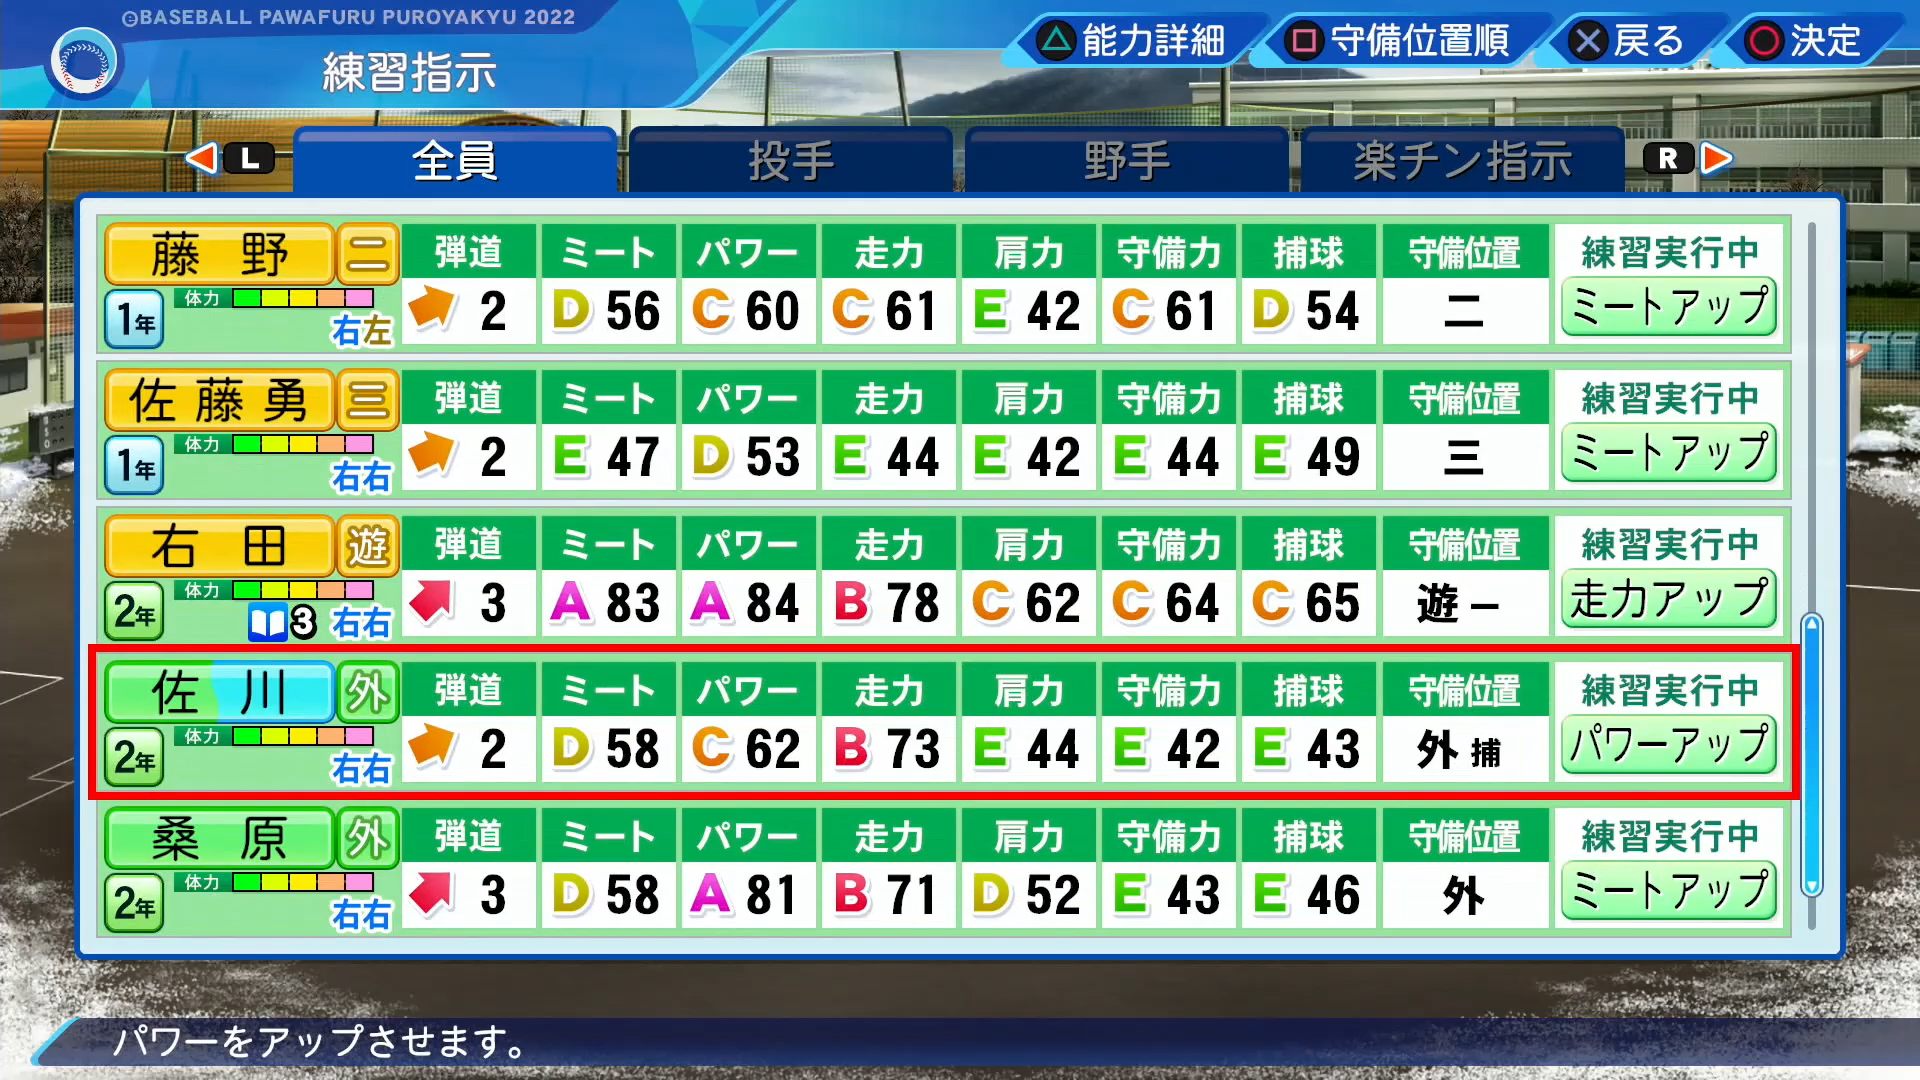 ©BASEBALL PAWAFURU PUROYAKYU 2022
練習指示
能力詳細 守備位置順 戻る 決定
L 全員 投手 野手 楽チン指示 R
藤野 二 弾道 ミート パワー 走力 肩力 守備力 捕球 守備位置 練習実行中
1年 体力 右左 2 D 56 C 60 C 61 E 42 C 61 D 54 二 ミートアップ
佐藤勇 三 弾道 ミート パワー 走力 肩力 守備力 捕球 守備位置 練習実行中
1年 体力 右右 2 E 47 D 53 E 44 E 42 E 44 E 49 三 ミートアップ
右田 遊 弾道 ミート パワー 走力 肩力 守備力 捕球 守備位置 練習実行中
2年 体力 3 右右 3 A 83 A 84 B 78 C 62 C 64 C 65 遊一 走力アップ
佐川 外 弾道 ミート パワー 走力 肩力 守備力 捕球 守備位置 練習実行中
2年 体力 右右 2 D 58 C 62 B 73 E 44 E 42 E 43 外捕 パワーアップ
桑原 外 弾道 ミート パワー 走力 肩力 守備力 捕球 守備位置 練習実行中
2年 体力 右右 3 D 58 A 81 B 71 D 52 E 43 E 46 外 ミートアップ
パワーをアップさせます。